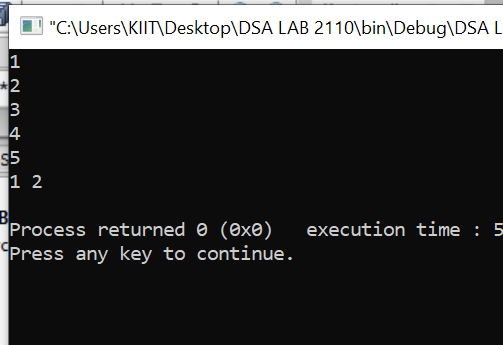 "C:\Users\KIIT\Desktop\DSA LAB 2110\bin\Debug\DSA L
1
2
3
4
5
1 2
Process returned 0 (0x0)   execution time : 5
Press any key to continue.